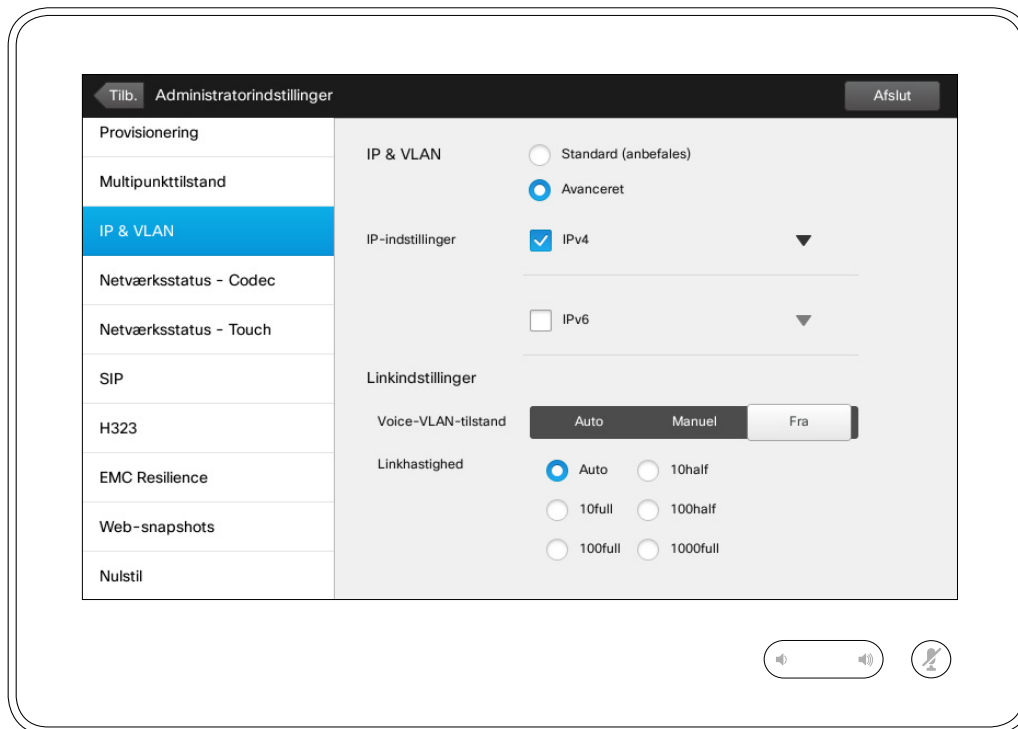 Tilb. Administratorindstillinger Afslut
Provisionering
Multipunkttilstand
IP & VLAN
Netværksstatus - Codec
Netværksstatus - Touch
SIP
H323
EMC Resilience
Web-snapshots
Nulstil
IP & VLAN Standard (anbefales)
Avanceret
IP-indstillinger IPv4
IPv6
Linkindstillinger
Voice-VLAN-tilstand Auto Manuel Fra
Linkhastighed Auto 10half
10full 100half
100full 1000full